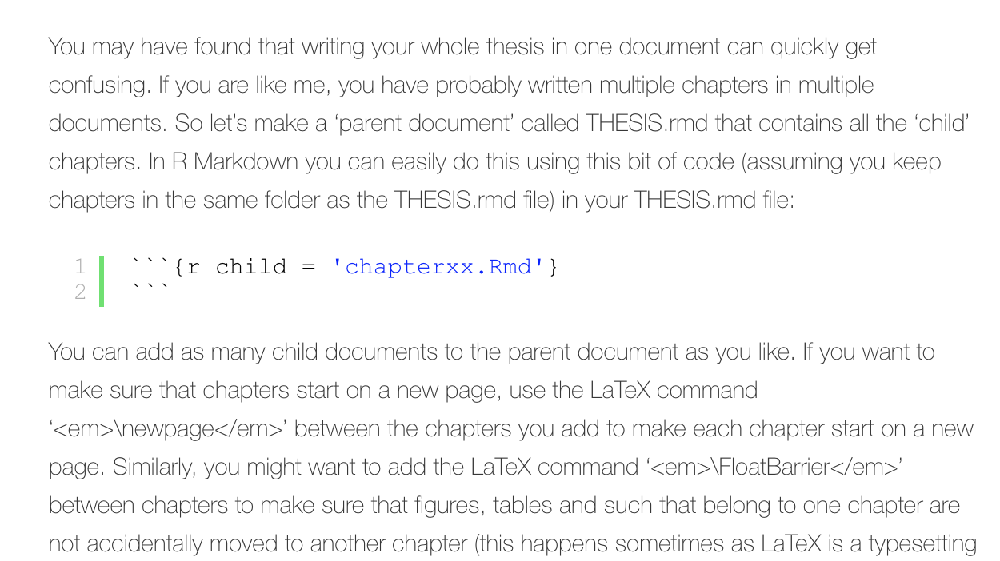 You may have found that writing your whole thesis in one document can quickly get
confusing. If you are like me, you have probably written multiple chapters in multiple
documents. So let’s make a ‘parent document’ called THESIS.rmd that contains all the ‘child’
chapters. In R Markdown you can easily do this using this bit of code (assuming you keep
chapters in the same folder as the THESIS.rmd file) in your THESIS.rmd file:
1 ```{r child = 'chapterxx.Rmd'}
2 ```
You can add as many child documents to the parent document as you like. If you want to
make sure that chapters start on a new page, use the LaTeX command
‘<em>\newpage</em>’ between the chapters you add to make each chapter start on a new
page. Similarly, you might want to add the LaTeX command ‘<em>\FloatBarrier</em>’
between chapters to make sure that figures, tables and such that belong to one chapter are
not accidentally moved to another chapter (this happens sometimes as LaTeX is a typesetting